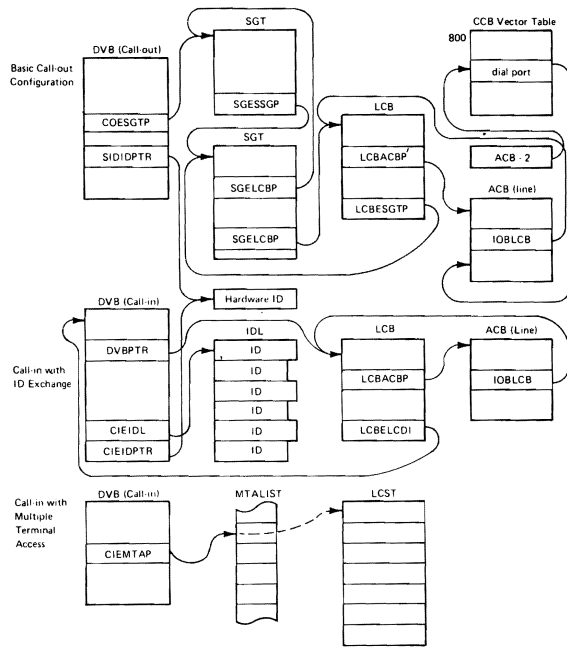 SGT
CCB Vector Table
DVB (Call-out)
800
Basic Call-out
Configuration
dial port
SGESSGP
LCB
COESGTP
SGT
ACB - 2
SIDIDPTR
LCBACBP
ACB (line)
SGELCBP
LCBESGTP
IOBLCB
SGELCBP
DVB (Call-in)
Hardware ID
IDL
LCB
ACB (Line)
DVBPTR
ID
Call-in with
ID Exchange
ID
LCBACBP
IOBLCB
ID
ID
CIEIDL
ID
LCBELCDI
CIEIDPTR
ID
Call-in with
Multiple
Terminal
Access
DVB (Call-in)
MTALIST
LCST
CIEMTAP